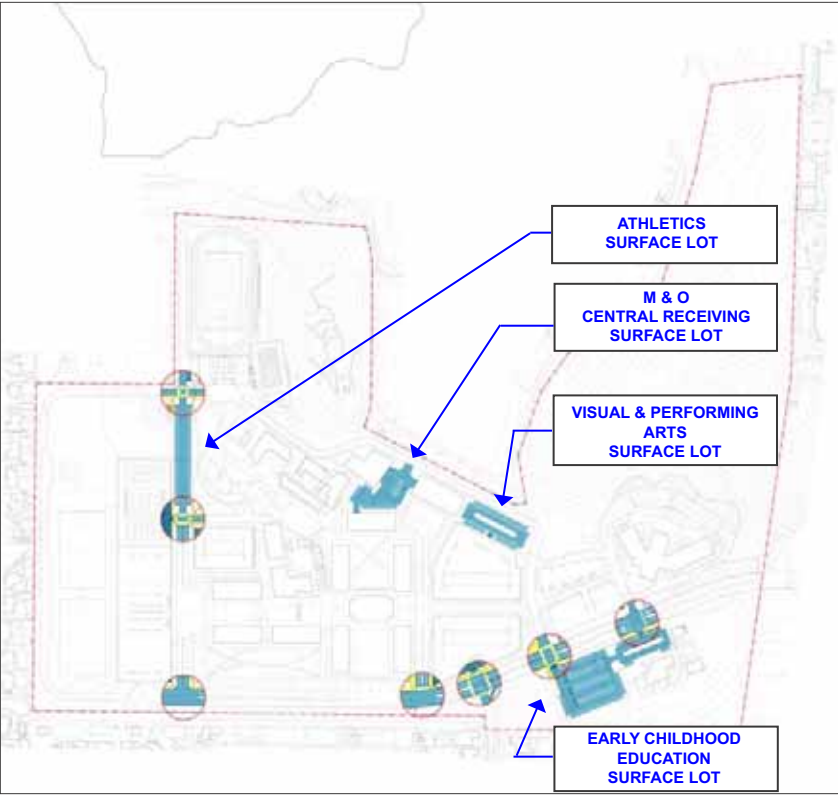 ATHLETICS
SURFACE LOT
M & O
CENTRAL RECEIVING
SURFACE LOT
VISUAL & PERFORMING
ARTS
SURFACE LOT
EARLY CHILDHOOD
EDUCATION
SURFACE LOT